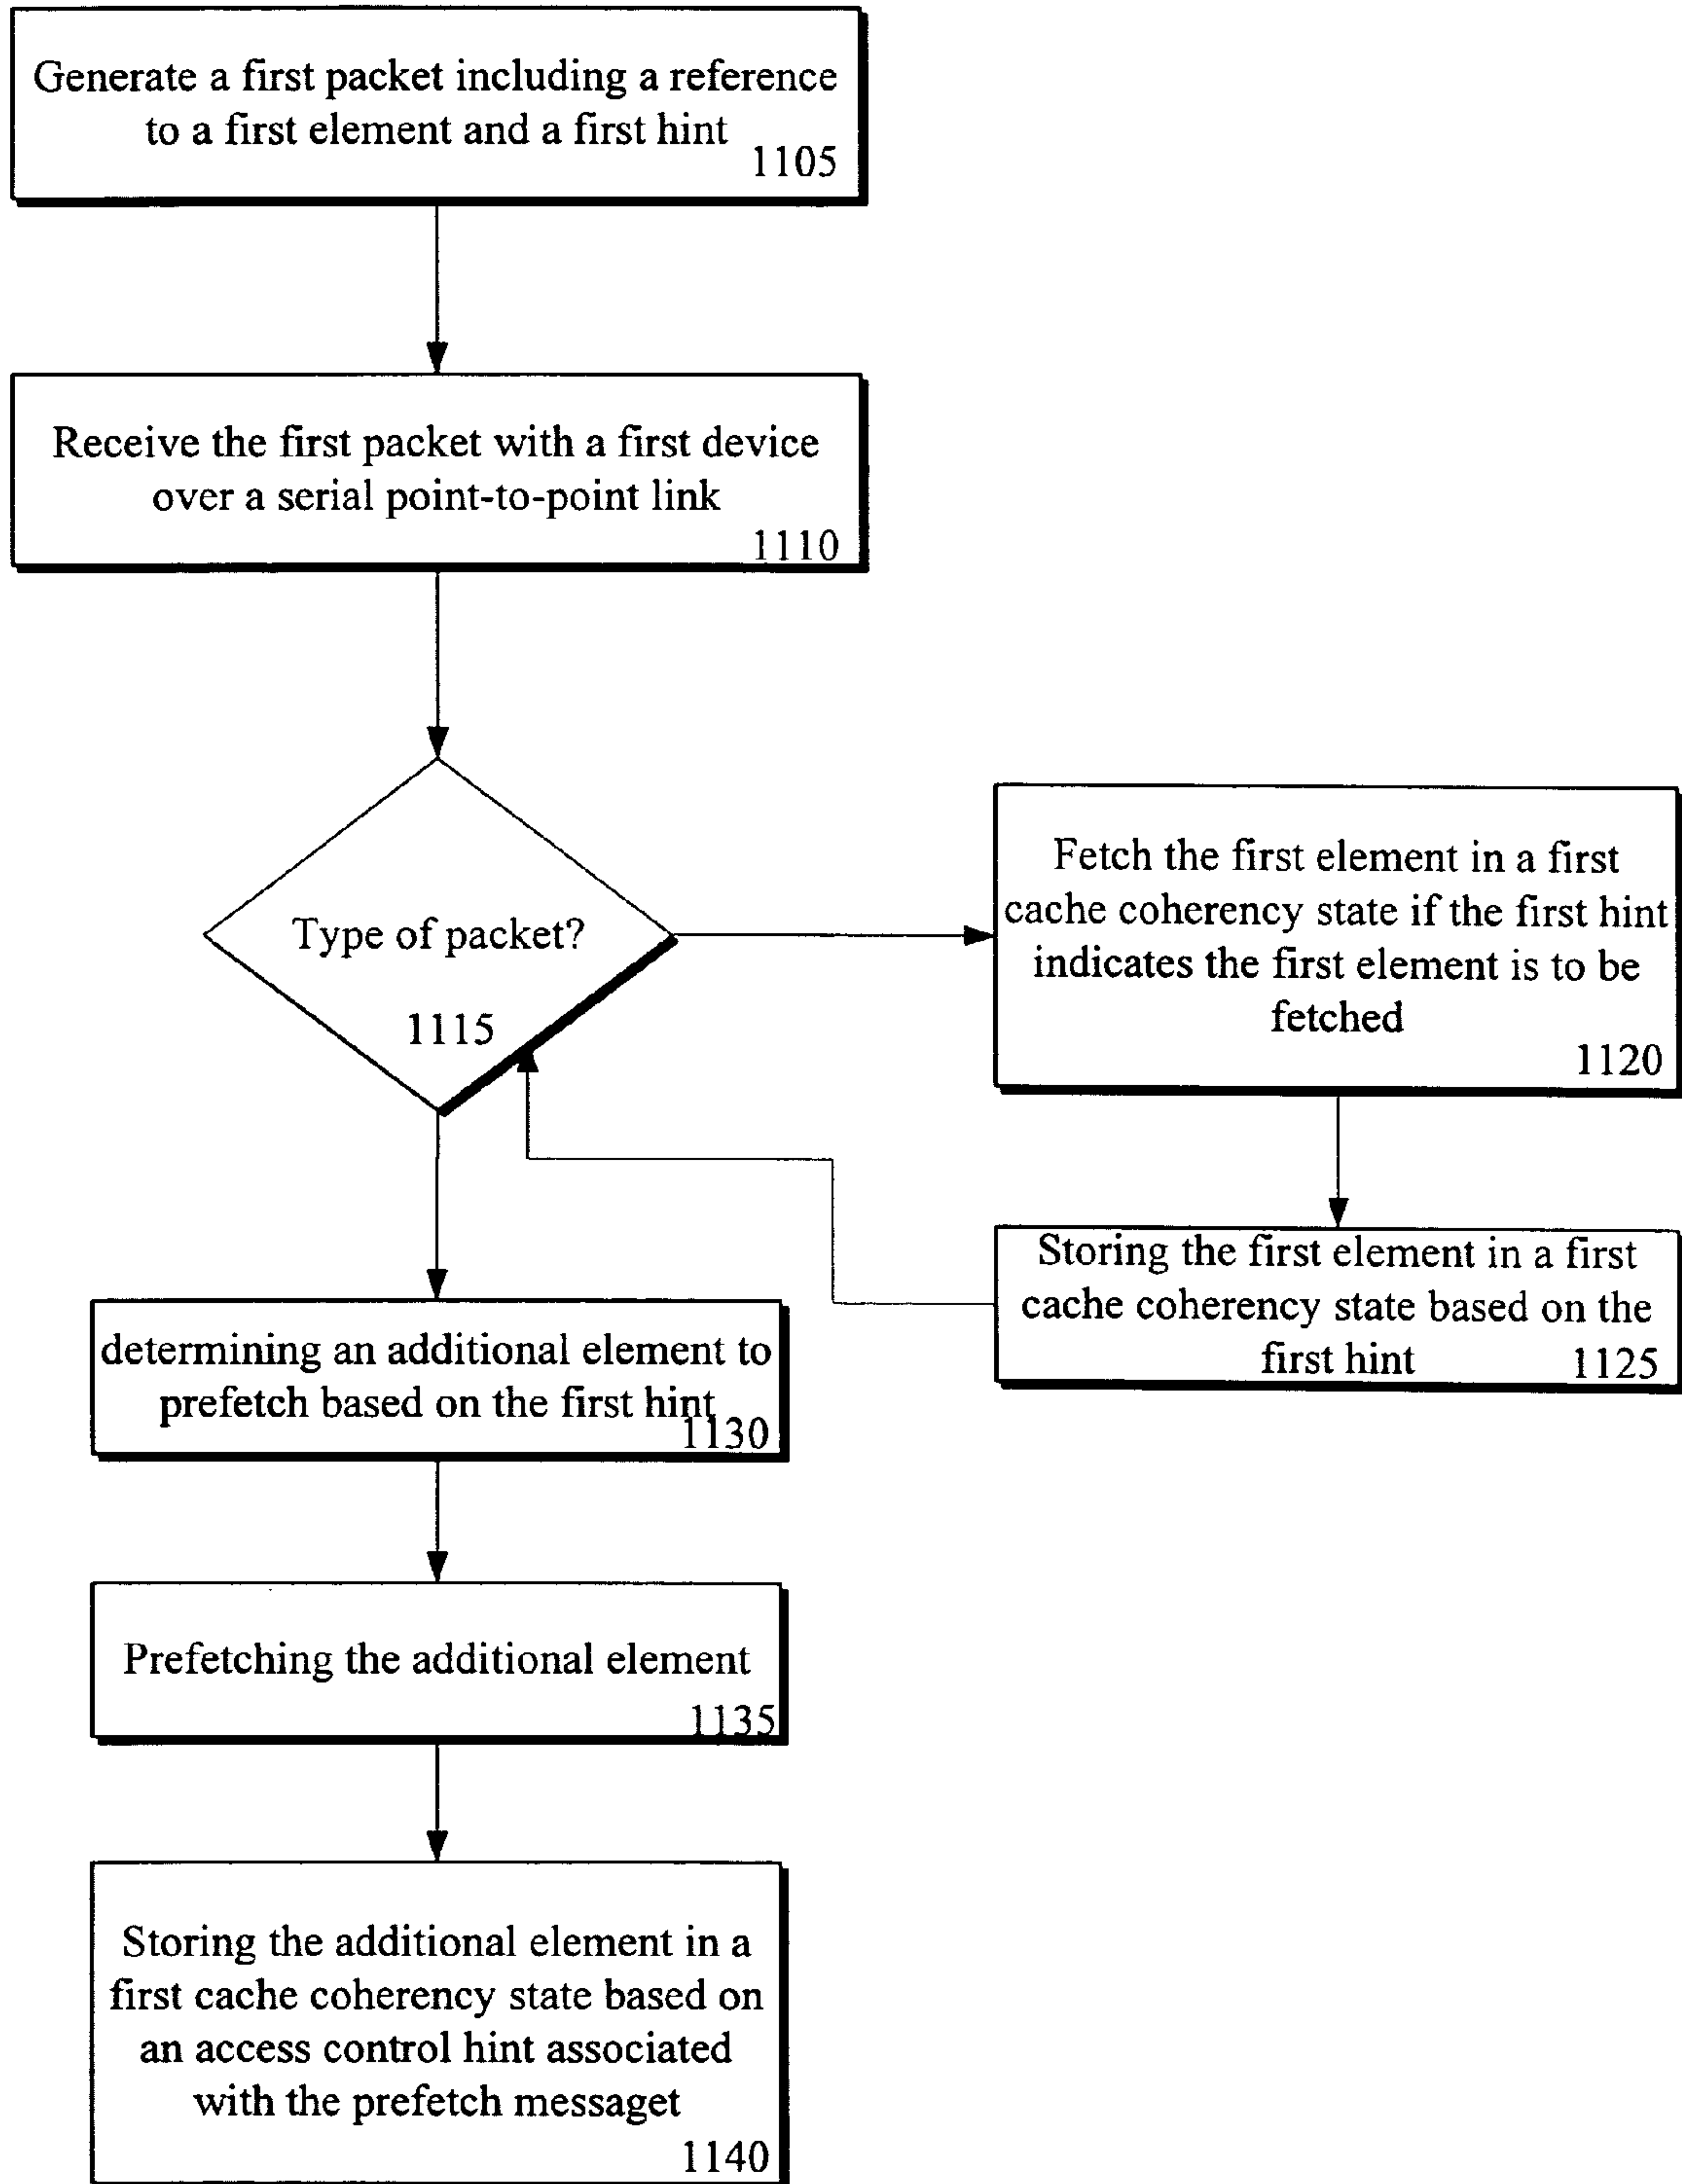 Generate a first packet including a reference
to a first element and a first hint
1105
Receive the first packet with a first device
over a serial point-to-point link
1110
Type of packet?
1115
Fetch the first element in a first
cache coherency state if the first hint
indicates the first element is to be
fetched
1120
Storing the first element in a first
cache coherency state based on the
first hint
1125
determining an additional element to
prefetch based on the first hint
1130
Prefetching the additional element
1135
Storing the additional element in a
first cache coherency state based on
an access control hint associated
with the prefetch messaget
1140